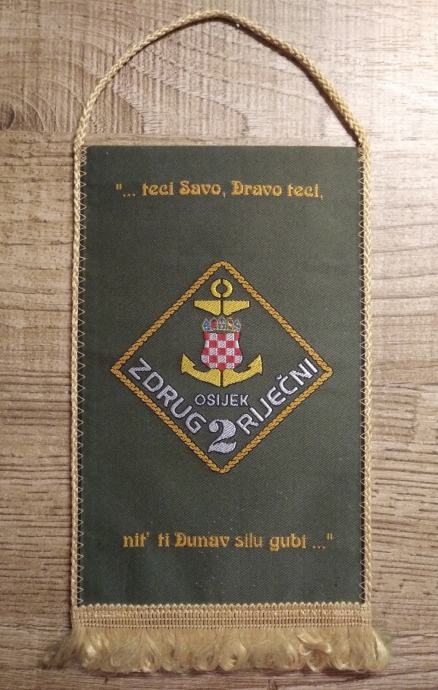 "... teci Savo, Dravo teci,
OSIJEK
ZDRUG 2 RIJEČNI
nit' ti Dunav silu gubi ..."